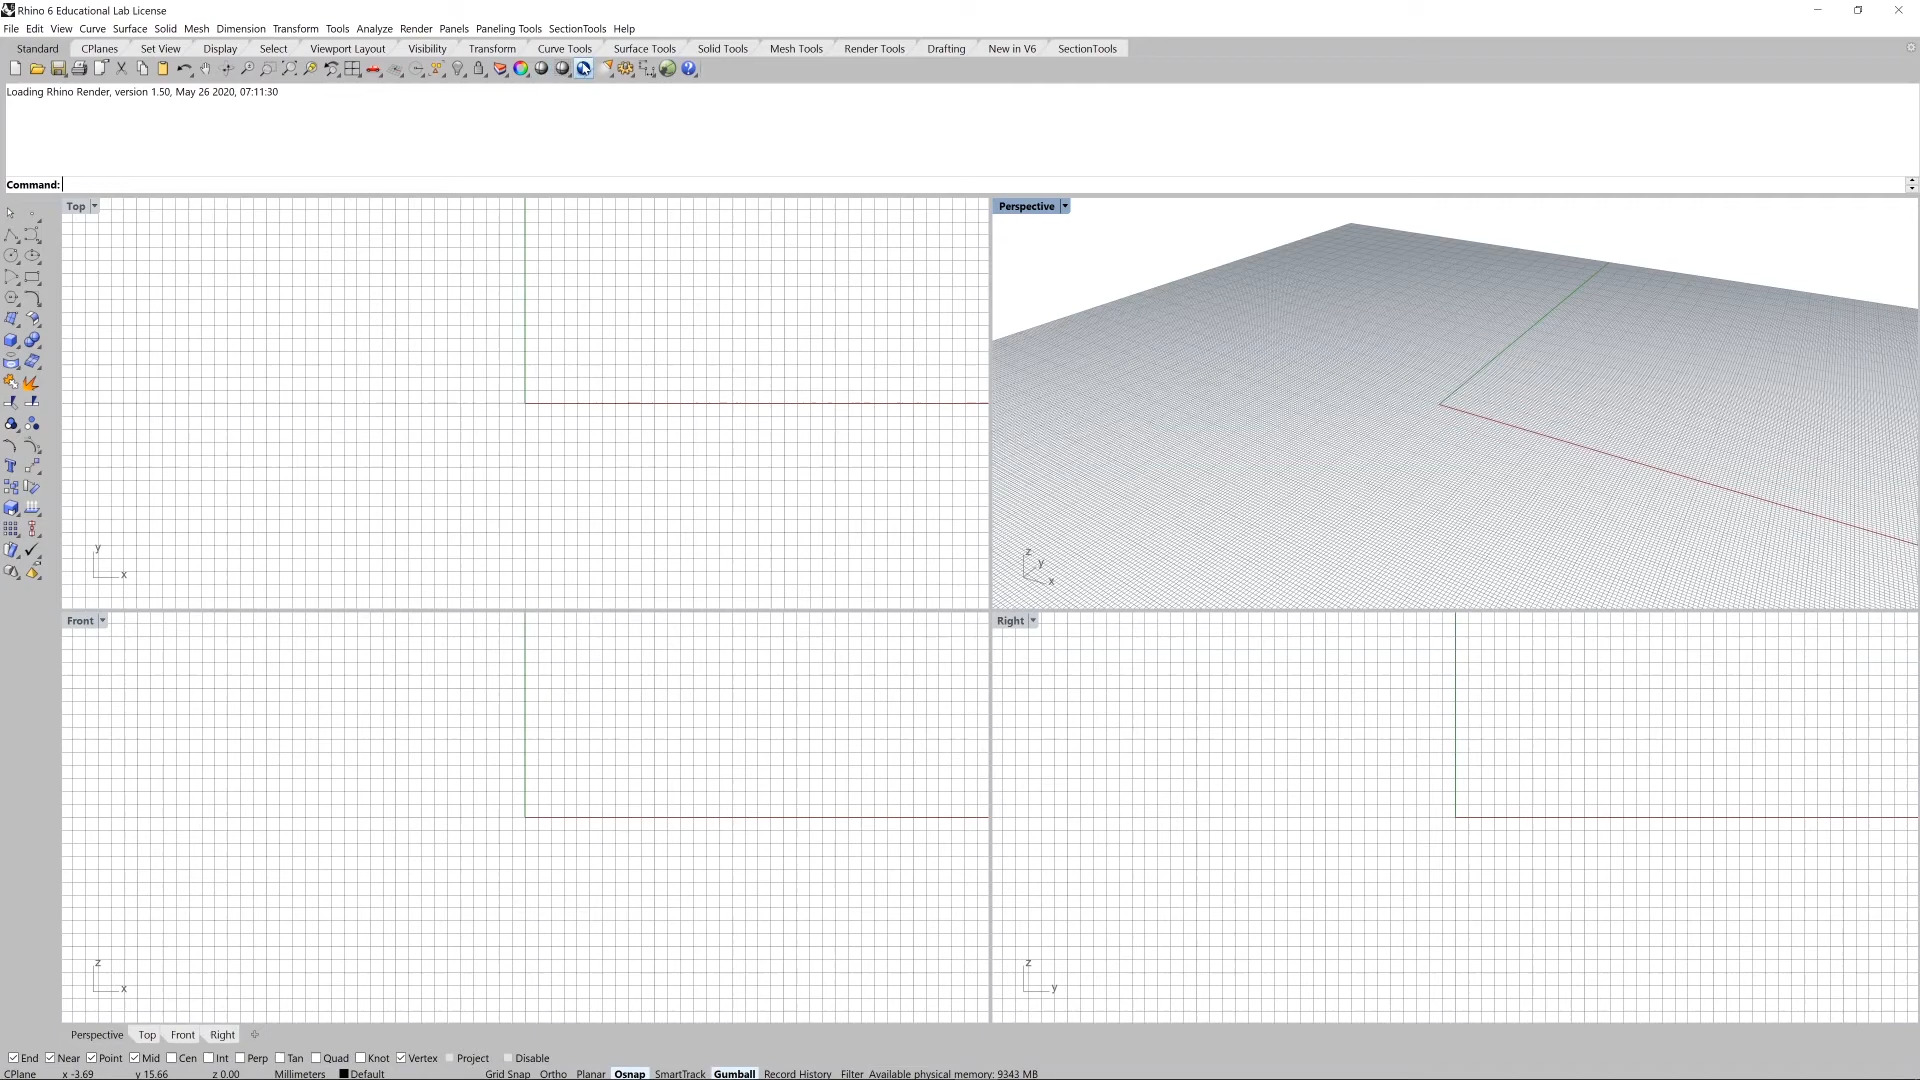 Rhino 6 Educational Lab License
File Edit View Curve Surface Solid Mesh Dimension Transform Tools Analyze Render Panels Paneling Tools SectionTools Help
Standard CPlanes Set View Display Select Viewport Layout Visibility Transform Curve Tools Surface Tools Solid Tools Mesh Tools Render Tools Drafting New in V6 SectionTools
Loading Rhino Render, version 1.50, May 26 2020, 07:11:30
Command:
Top
y
x
Perspective
z
y
x
Front
z
x
Right
z
y
Perspective Top Front Right
End Near Point Mid Cen Int Perp Tan Quad Knot Vertex Project Disable
CPlane x -3.69 y 15.66 z 0.00 Millimeters Default Grid Snap Ortho Planar Osnap SmartTrack Gumball Record History Filter Available physical memory: 9343 MB